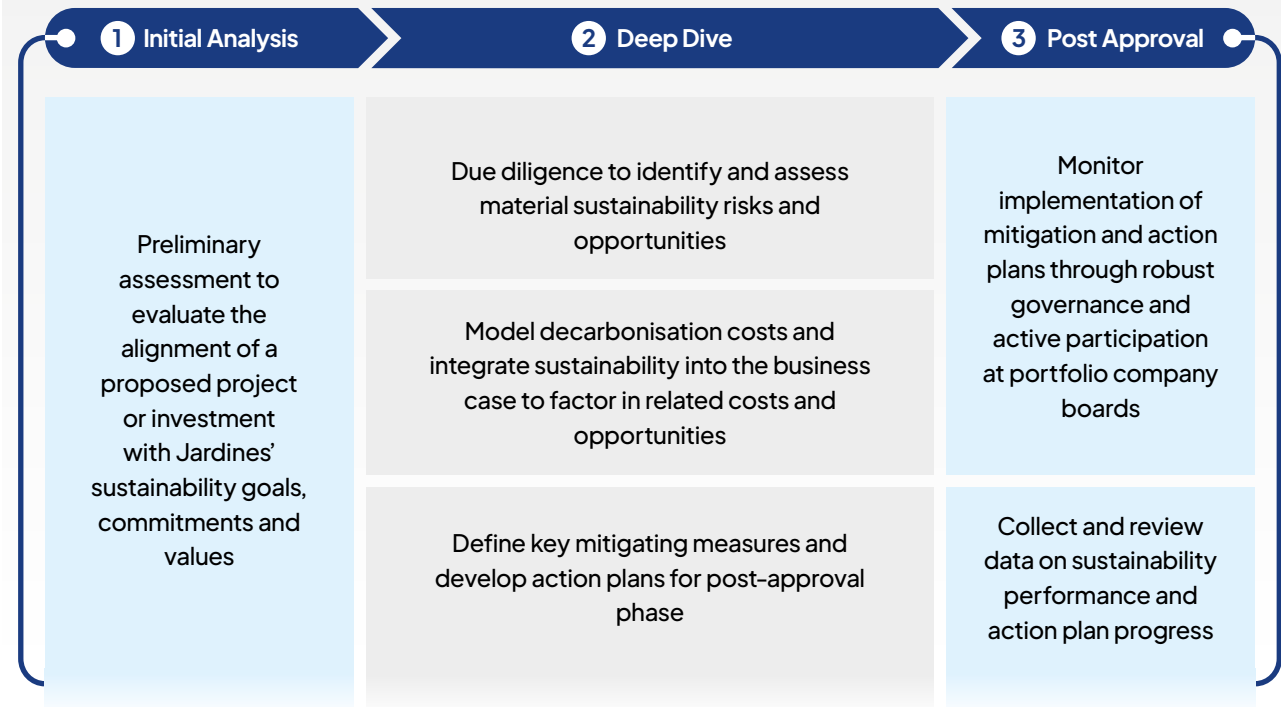 1 Initial Analysis
2 Deep Dive
3 Post Approval
Preliminary
assessment to
evaluate the
alignment of a
proposed project
or investment
with Jardines’
sustainability goals,
commitments and
values
Due diligence to identify and assess
material sustainability risks and
opportunities
Model decarbonisation costs and
integrate sustainability into the business
case to factor in related costs and
opportunities
Define key mitigating measures and
develop action plans for post-approval
phase
Monitor
implementation of
mitigation and action
plans through robust
governance and
active participation
at portfolio company
boards
Collect and review
data on sustainability
performance and
action plan progress